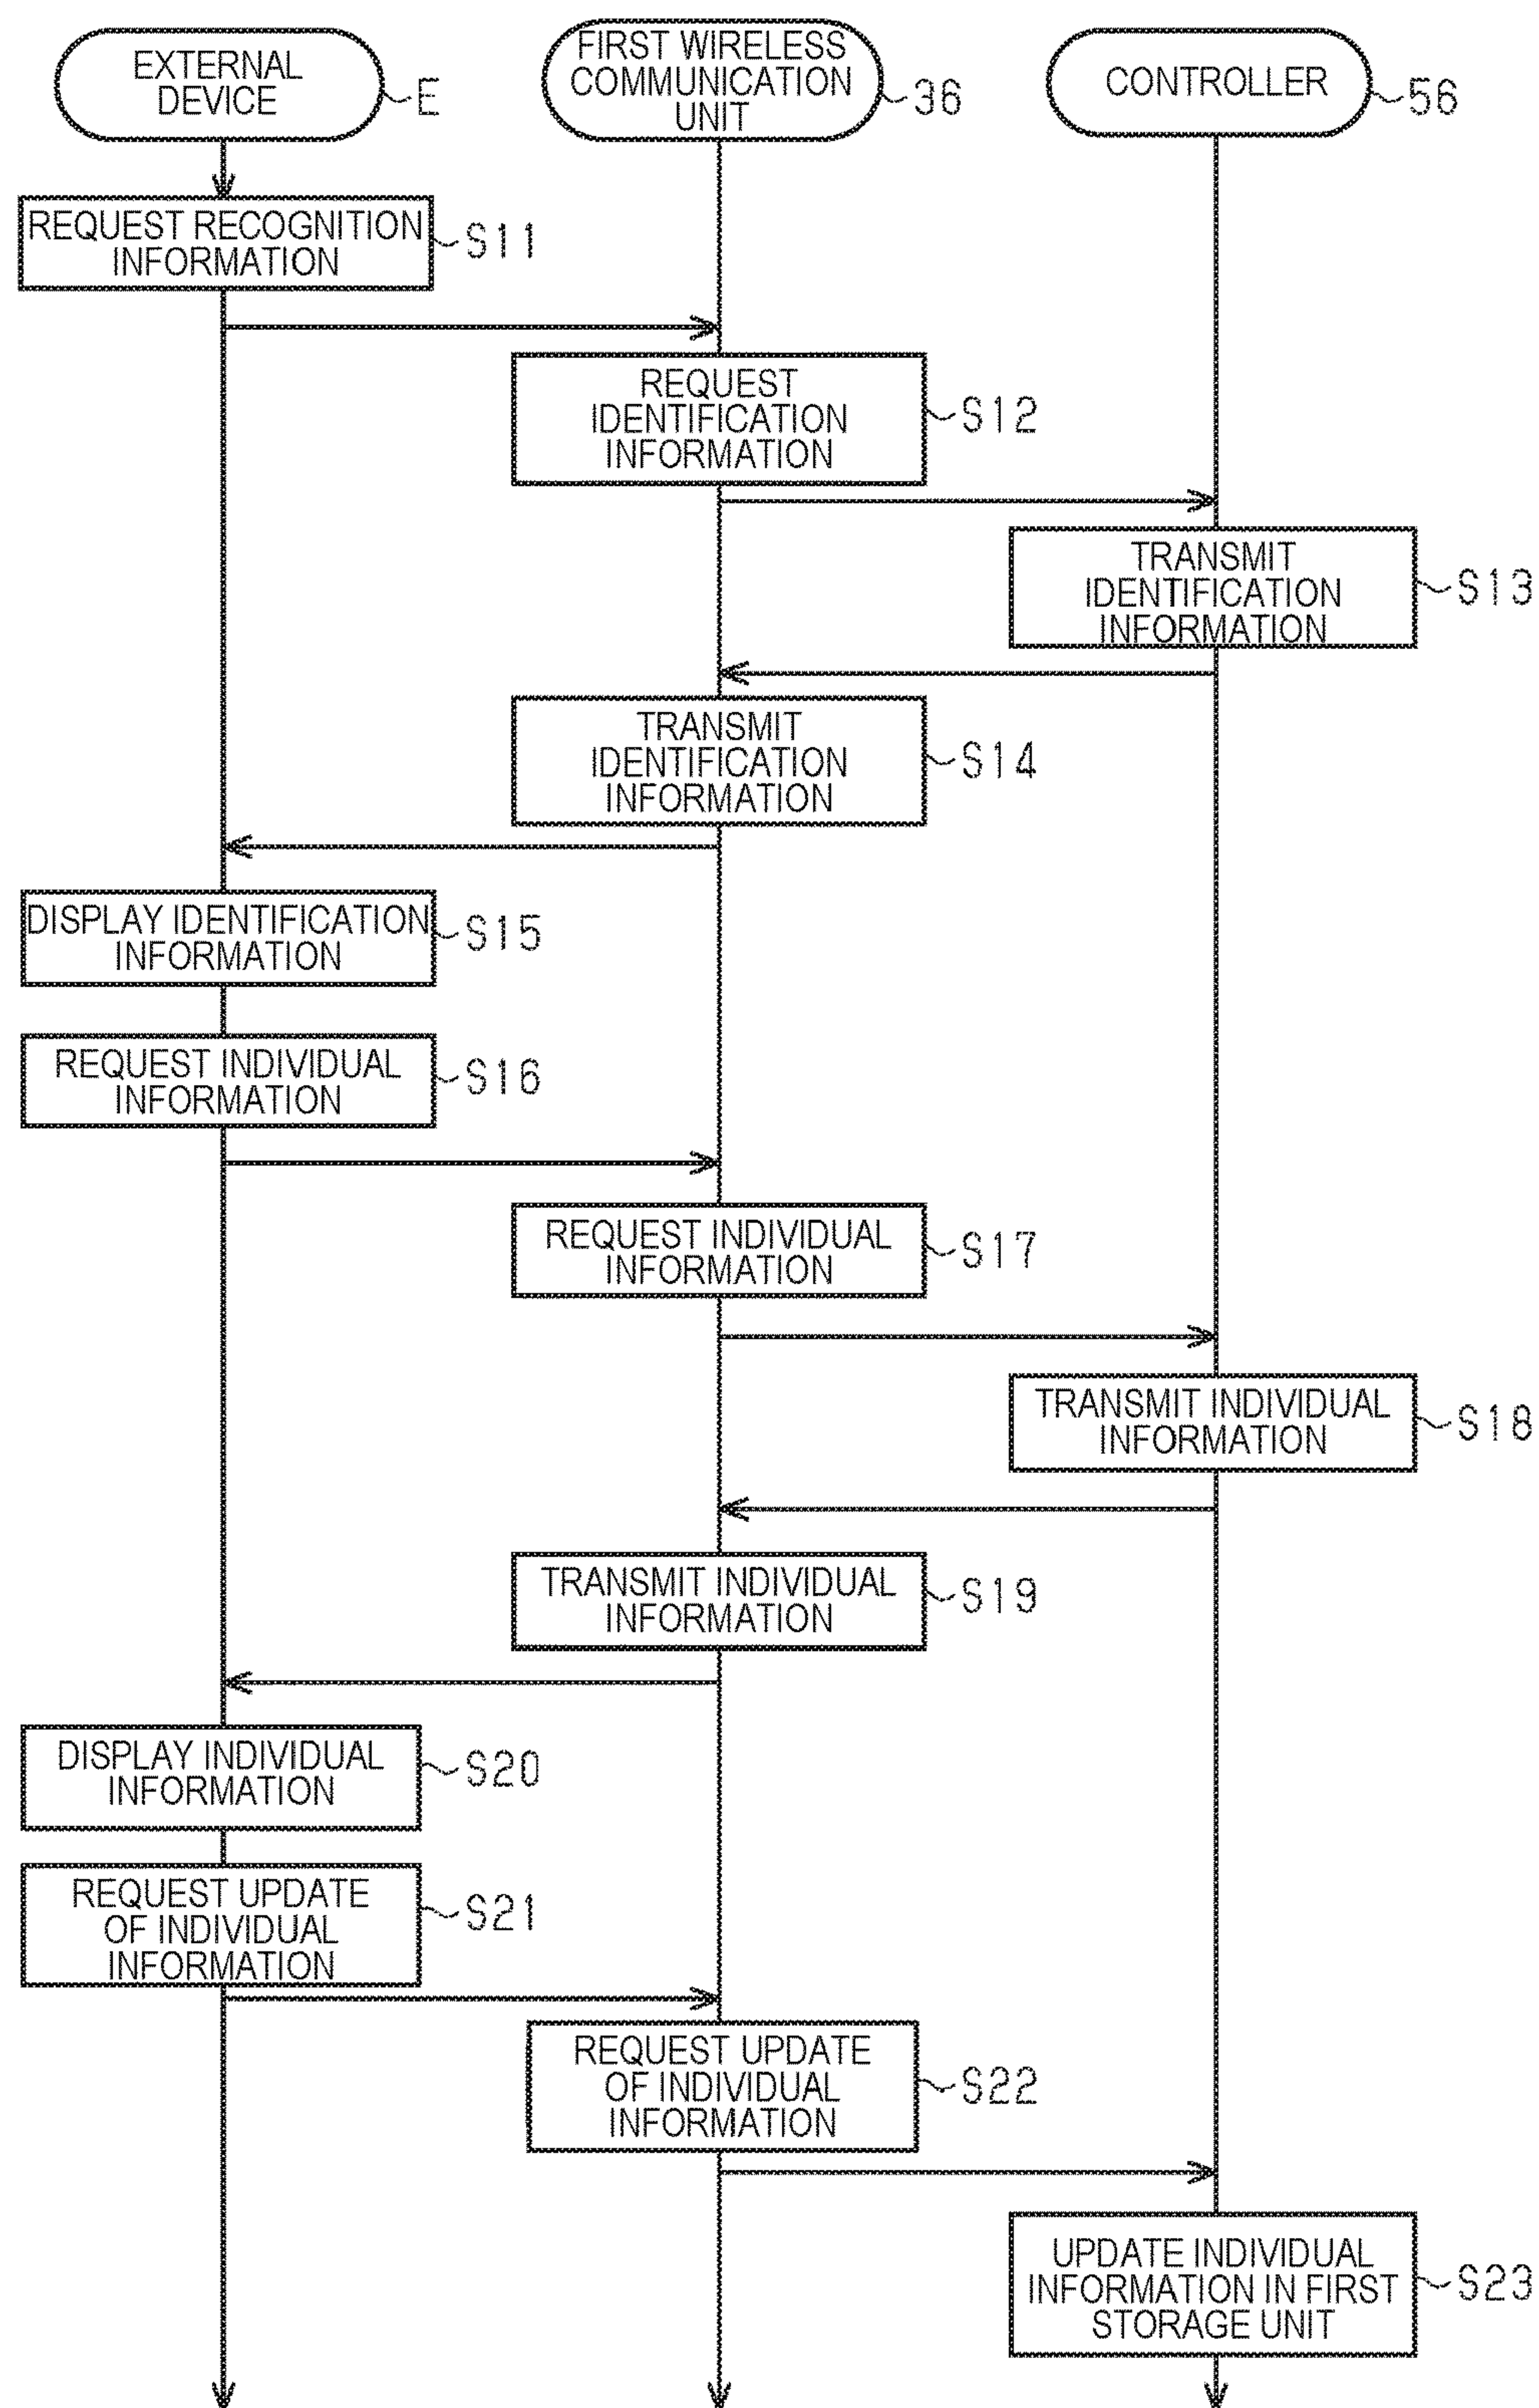 EXTERNAL
DEVICE
E
FIRST WIRELESS
COMMUNICATION
UNIT
36
CONTROLLER
56
REQUEST RECOGNITION
INFORMATION
S11
REQUEST
IDENTIFICATION
INFORMATION
S12
TRANSMIT
IDENTIFICATION
INFORMATION
S13
TRANSMIT
IDENTIFICATION
INFORMATION
S14
DISPLAY IDENTIFICATION
INFORMATION
S15
REQUEST INDIVIDUAL
INFORMATION
S16
REQUEST INDIVIDUAL
INFORMATION
S17
TRANSMIT INDIVIDUAL
INFORMATION
S18
TRANSMIT INDIVIDUAL
INFORMATION
S19
DISPLAY INDIVIDUAL
INFORMATION
S20
REQUEST UPDATE
OF INDIVIDUAL
INFORMATION
S21
REQUEST UPDATE
OF INDIVIDUAL
INFORMATION
S22
UPDATE INDIVIDUAL
INFORMATION IN FIRST
STORAGE UNIT
S23